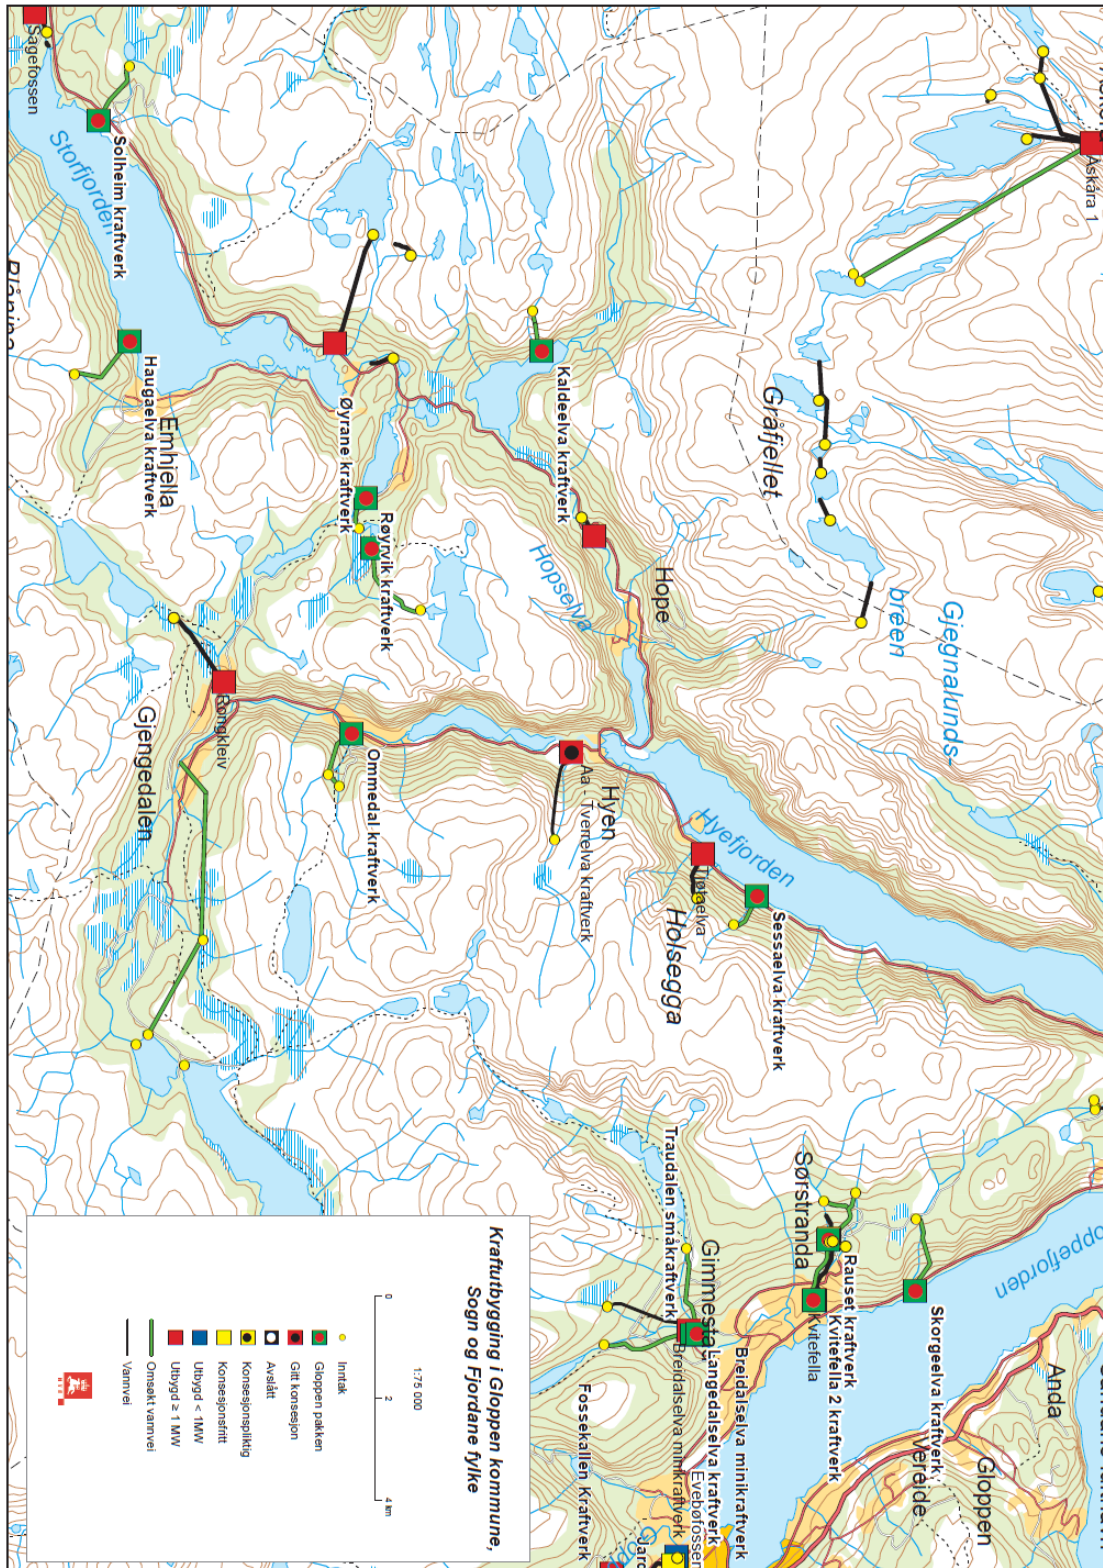 Sagefossen
Storfjorden
Solheim kraftverk
Haugaelva kraftverk
Emhjella
Øyrane kraftverk
Røyrvik kraftverk
Kaldeelva kraftverk
Hopselva
Hope
Gråfjellet
Gjegnalunds-
breen
Åskåra 1
Rongkleiv
Gjengedalen
Ommedal kraftverk
Aa - Tverrelva kraftverk
Hyen
Hyefjorden
Holsegga
Sessaelva kraftverk
Traudalen småkraftverk
Gimmestad
Breidalselva minikraftverk
Langedalselva kraftverk
Breidalselva minikraftverk
Evebøfossen
Fossekallen Kraftverk
Sørstranda
Rauset kraftverk
Kvitefella 2 kraftverk
Kvitefella
Skorgeelva kraftverk
Vereide
Gloppen
Anda
Kraftutbygging i Gloppen kommune,
Sogn og Fjordane fylke
1:75 000
0 2 4 km
Inntak
Gloppen pakken
Gitt konsesjon
Avslått
Konsesjonspliktig
Konsesjonsfritt
Utbygd < 1MW
Utbygd ≥ 1 MW
Omsøkt vannvei
Vannvei
NVE